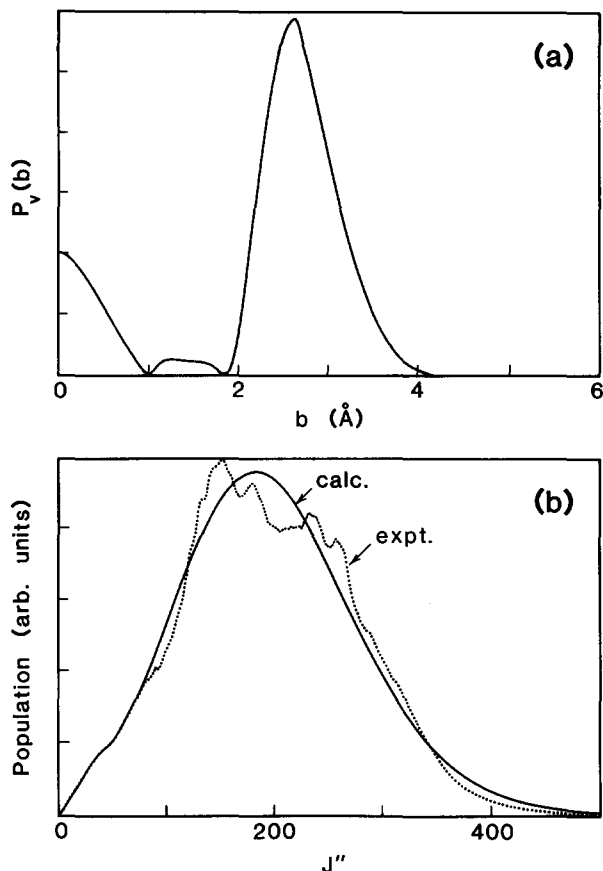 (a)
P_v(b)
0 2 4 6
b (Å)
(b)
calc.
expt.
Population (arb. units)
0 200 400
J''